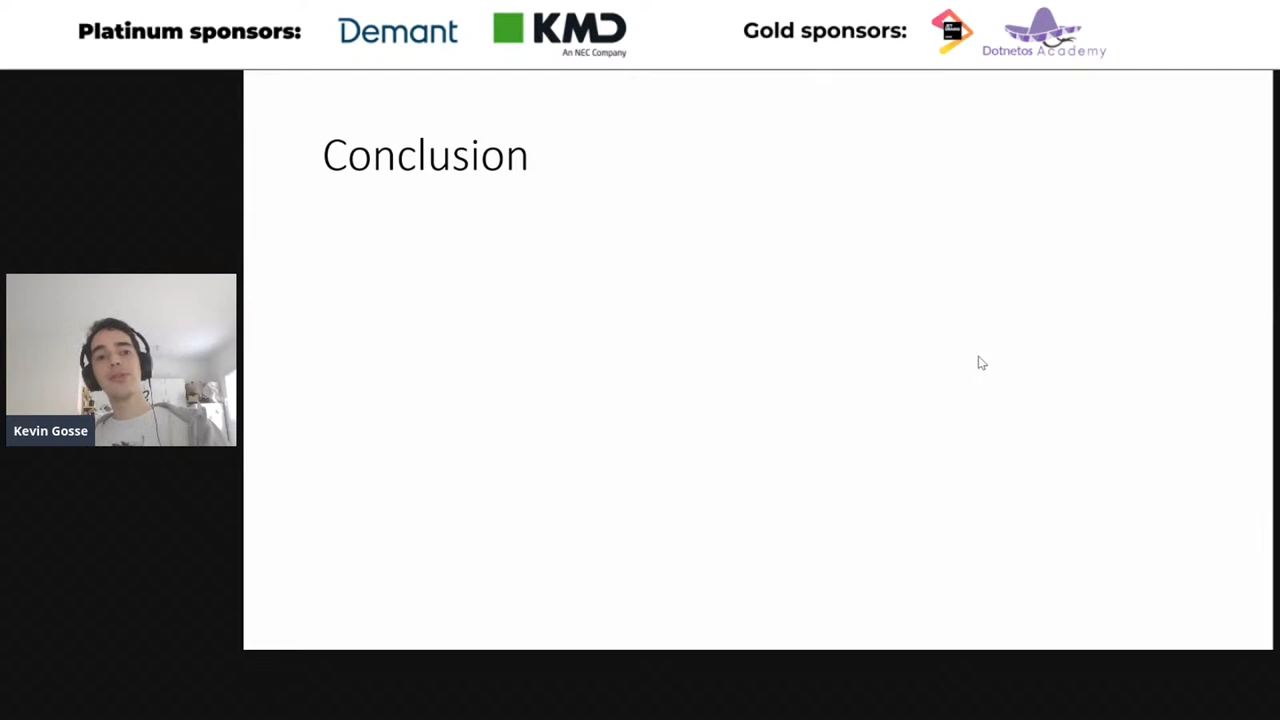 Platinum sponsors:
Demant
KMD
An NEC Company
Gold sponsors:
Dotnetos Academy
Conclusion
Kevin Gosse